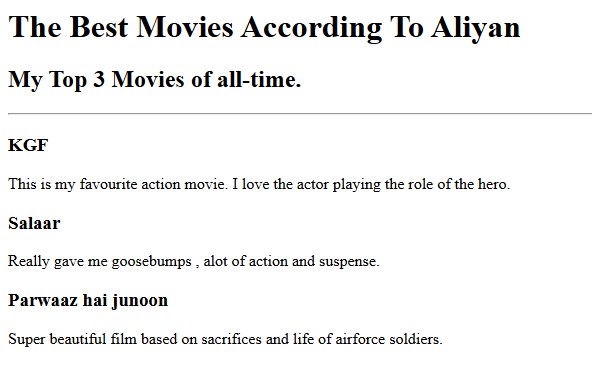 The Best Movies According To Aliyan
My Top 3 Movies of all-time.
KGF
This is my favourite action movie. I love the actor playing the role of the hero.
Salaar
Really gave me goosebumps , alot of action and suspense.
Parwaaz hai junoon
Super beautiful film based on sacrifices and life of airforce soldiers.